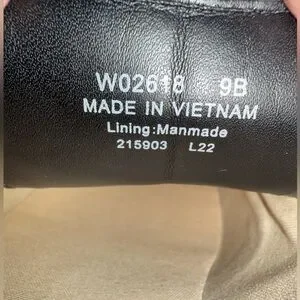 W02618 9B
MADE IN VIETNAM
Lining:Manmade
215903 L22